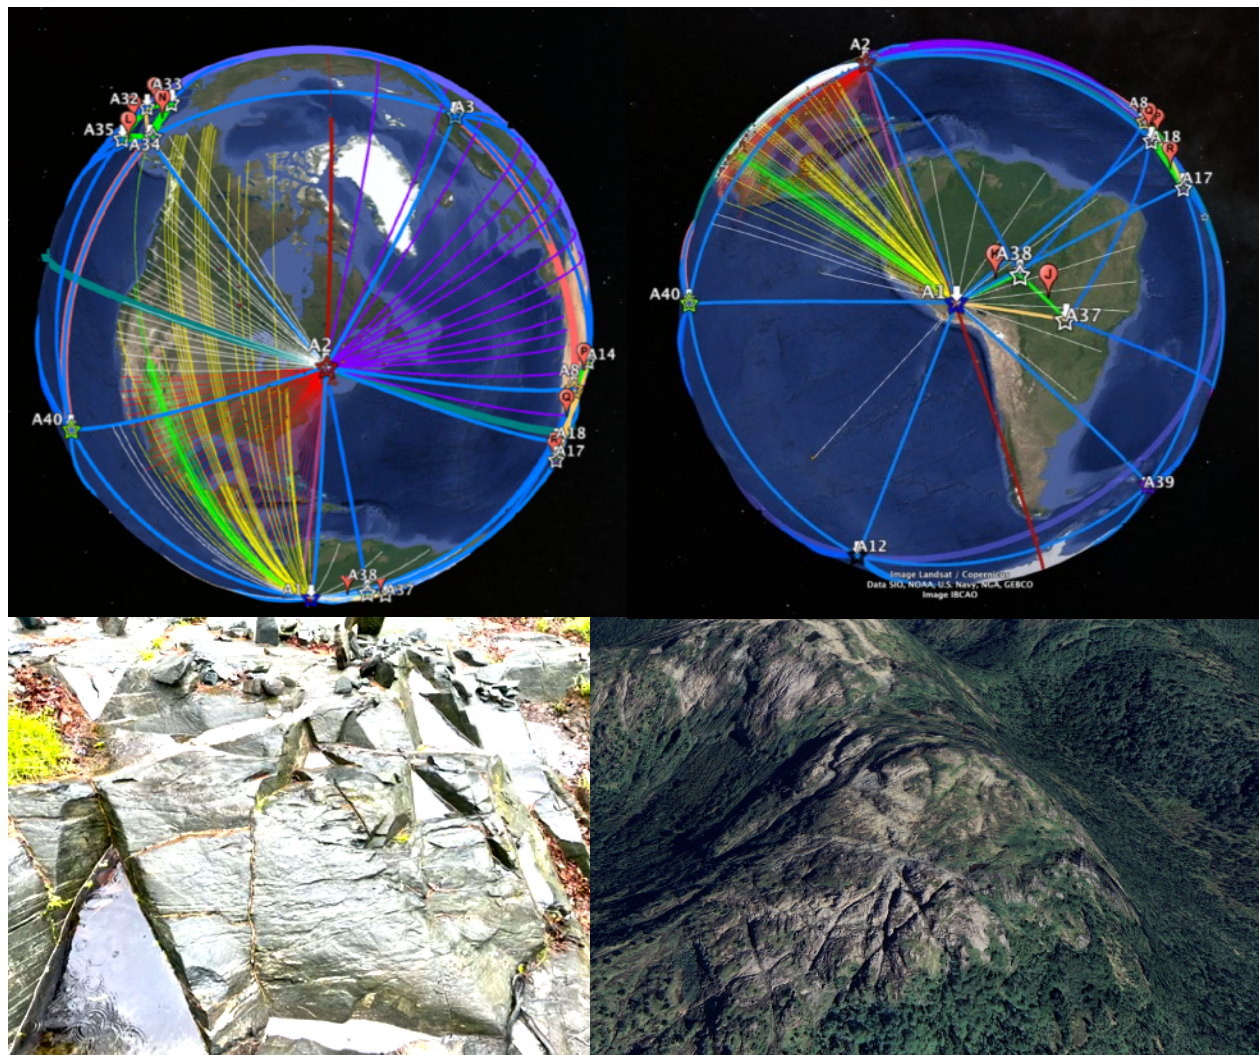 A33
A32
N
L
A35
A34
A3
A2
P
A14
A8
Q
A40
A18
A17
A38
A1
A37
A2
A8
A18
R
A17
A38
J
A1
A40
A37
A39
A12
Image Landsat / Copernicus
Data SIO, NOAA, U.S. Navy, NGA, GEBCO
Image IBCAO